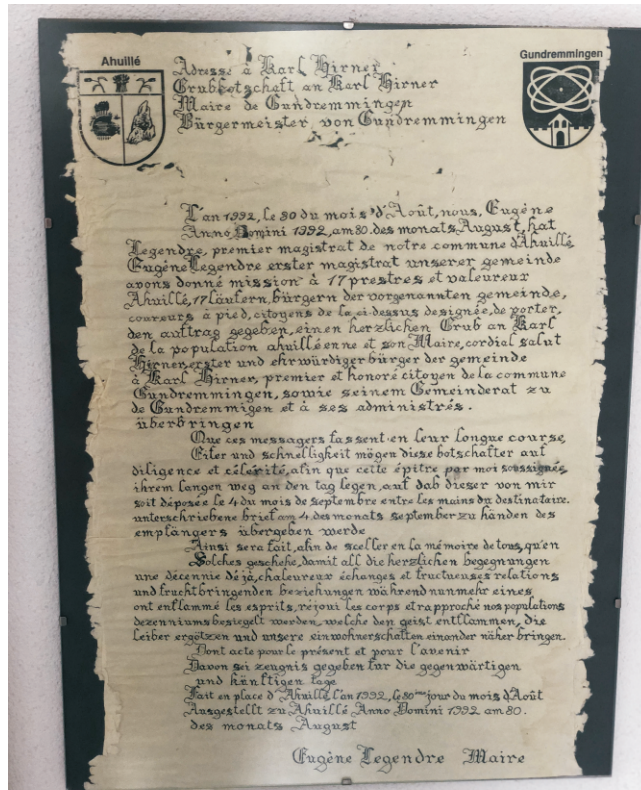 Ahuillé
Gundremmingen
Adresse à Karl Hirner
Grubbotschaft an Karl Hirner
Maire de Gundremmingen
Bürgermeister von Gundremmingen
L'an 1992, le 30 du mois d'Août, nous, Eugène
Anno Domini 1992, am 30. des monats August, hat
Legendre, premier magistrat de notre commune d'Ahuillé
Eugène Legendre erster magistrat unserer gemeinde
avons donné mission à 17 prestres et valeureux
Ahuillé, 17 läufern, bürgern der vorgenannten gemeinde,
coureurs à pied, citoyens de la ci-dessus designée, de porter,
den auftrag gegeben, einen herzlichen Grub an Karl
de la population ahuilléenne et son Maire, cordial salut
Hirner, erster und ehrwürdiger bürger der gemeinde
à Karl Hirner, premier et honoré citoyen de la commune
Gundremmingen, sowie seinem Gemeinderat zu
de Gundremmigen et à ses administrés.
überbringen
Que ces messagers fassent en leur longue course,
Eifer und schnelligkeit mögen diese botschafter auf
diligence et célérité, afin que cette épitre par moi soussignée
ihrem langen weg an den tag legen, auf dab dieser von mir
soit déposée le 4 du mois de septembre entre les mains du destinataire.
unterschriebene brief am 4 des monats september zu händen des
empfängers übergeben werde
Ainsi sera fait, afin de sceller en la mémoire de tous, qu'en
Solches geschehe, damit all die herzlichen begegnungen
une décennie déjà, chaleureux échanges et fructueuses relations
und fruchtbringenden beziehungen während nunmehr eines
ont enflammé les esprits, réjoui les corps et rapproché nos populations
dezenniums besiegelt werden, welche den geist entflammen, die
leiber ergötzen und unsere einwohnerschaften einander näher bringen.
Dont acte pour le présent et pour l'avenir
Davon sei zeugnis gegeben für die gegenwärtigen
und künftigen tage
Fait en place d'Ahuillé l'an 1992, le 30ème jour du mois d'Août
Ausgestellt zu Ahuillé Anno Domini 1992 am 30.
des monats August
Eugène Legendre Maire